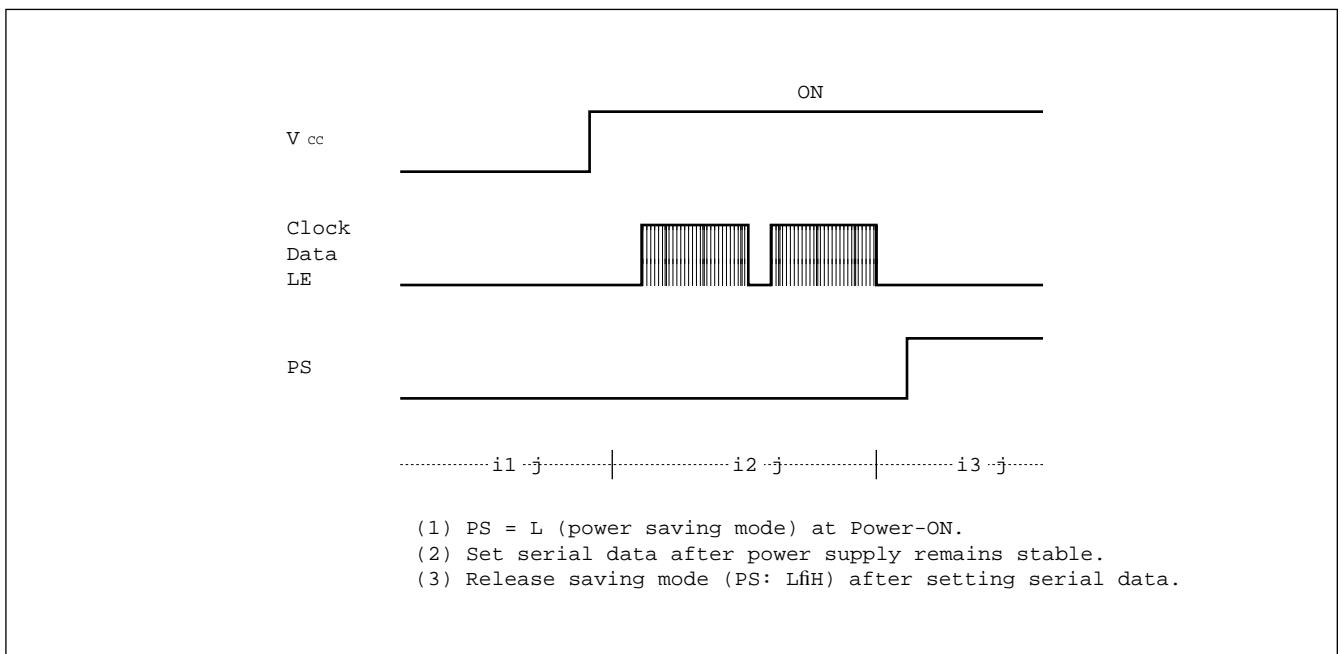 ON
V cc
Clock
Data
LE
PS
i1 j i2 j i3 j
(1) PS = L (power saving mode) at Power-ON.
(2) Set serial data after power supply remains stable.
(3) Release saving mode (PS: LfiH) after setting serial data.